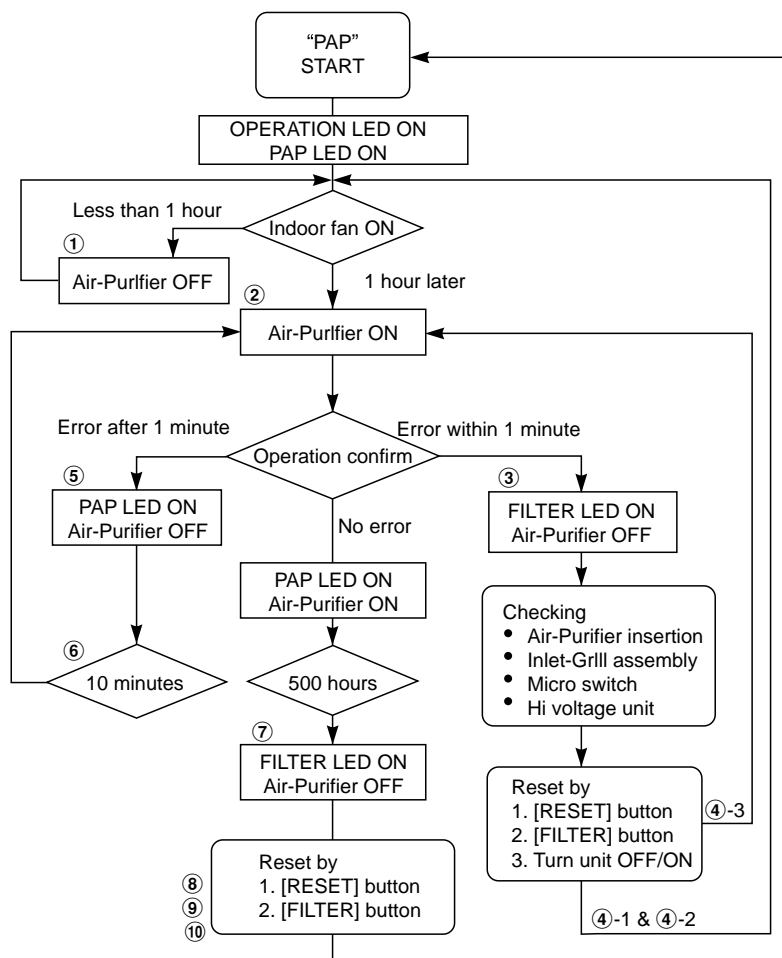 “PAP”
START
OPERATION LED ON
PAP LED ON
Less than 1 hour
Indoor fan ON
①
Air-Purlfier OFF
1 hour later
②
Air-Purlfier ON
Error after 1 minute
Error within 1 minute
Operation confirm
⑤
PAP LED ON
Air-Purifier OFF
③
FILTER LED ON
Air-Purifier OFF
No error
PAP LED ON
Air-Purifier ON
Checking
• Air-Purifier insertion
• Inlet-Grlll assembly
• Micro switch
• Hi voltage unit
⑥
10 minutes
500 hours
⑦
FILTER LED ON
Air-Purifier OFF
Reset by
1. [RESET] button
2. [FILTER] button
3. Turn unit OFF/ON
④-3
④-1 & ④-2
Reset by
⑧ 1. [RESET] button
⑨ 2. [FILTER] button
⑩